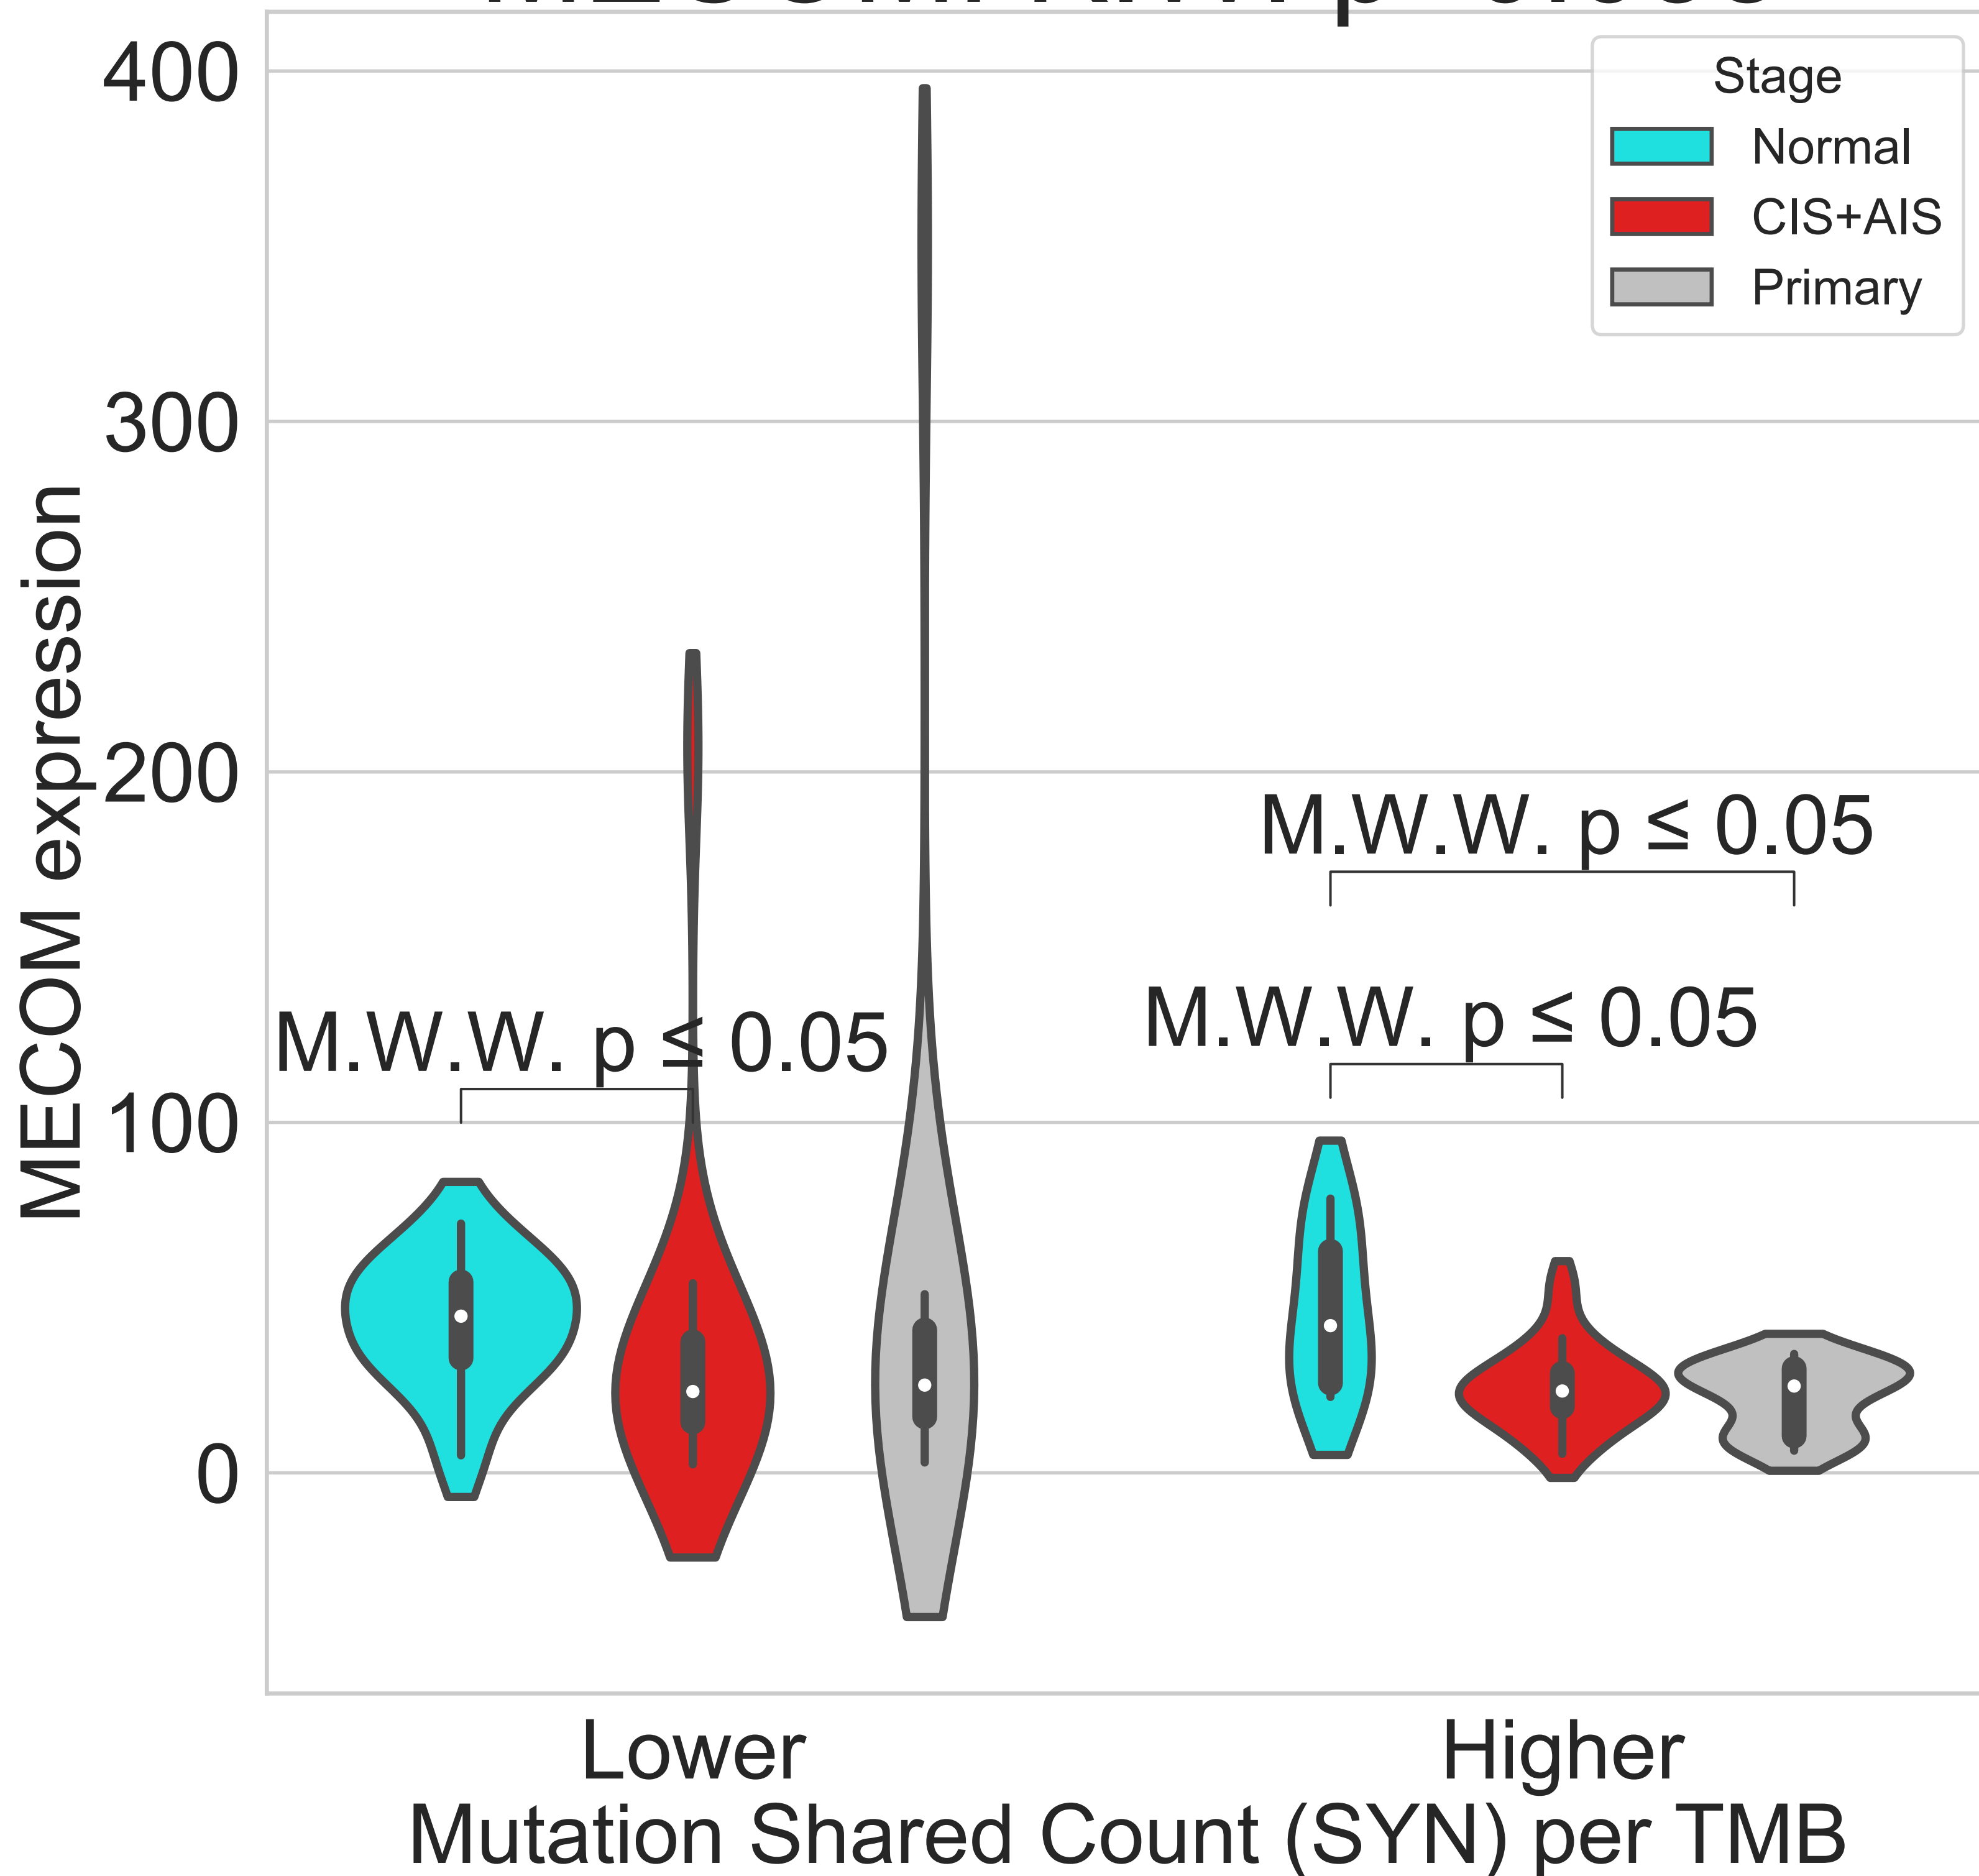 Stage
Normal
CIS+AIS
Primary
400
300
200
100
0
MECOM expression
M.W.W. p ≤ 0.05
M.W.W. p ≤ 0.05
M.W.W. p ≤ 0.05
Lower
Higher
Mutation Shared Count (SYN) per TMB